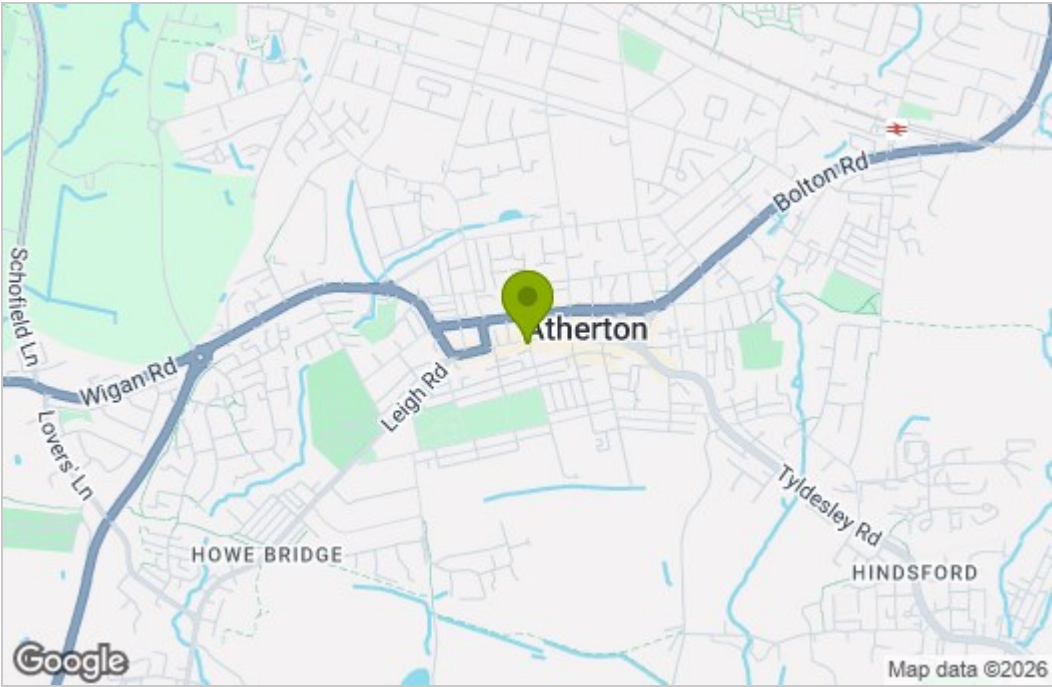 Bolton Rd
Schofield Ln
Atherton
Wigan Rd
Leigh Rd
Lovers' Ln
Tyldesley Rd
HOWE BRIDGE
HINDSFORD
Google
Map data ©2026